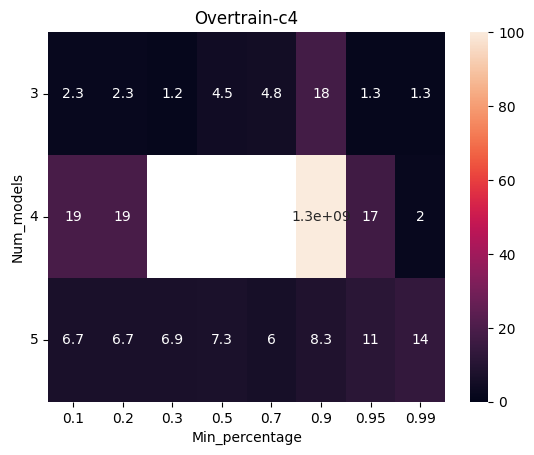 Overtrain-c4
3 2.3 2.3 1.2 4.5 4.8 18 1.3 1.3
4 19 19 1.3e+09 17 2
5 6.7 6.7 6.9 7.3 6 8.3 11 14
0.1 0.2 0.3 0.5 0.7 0.9 0.95 0.99
Min_percentage
Num_models
100
80
60
40
20
0